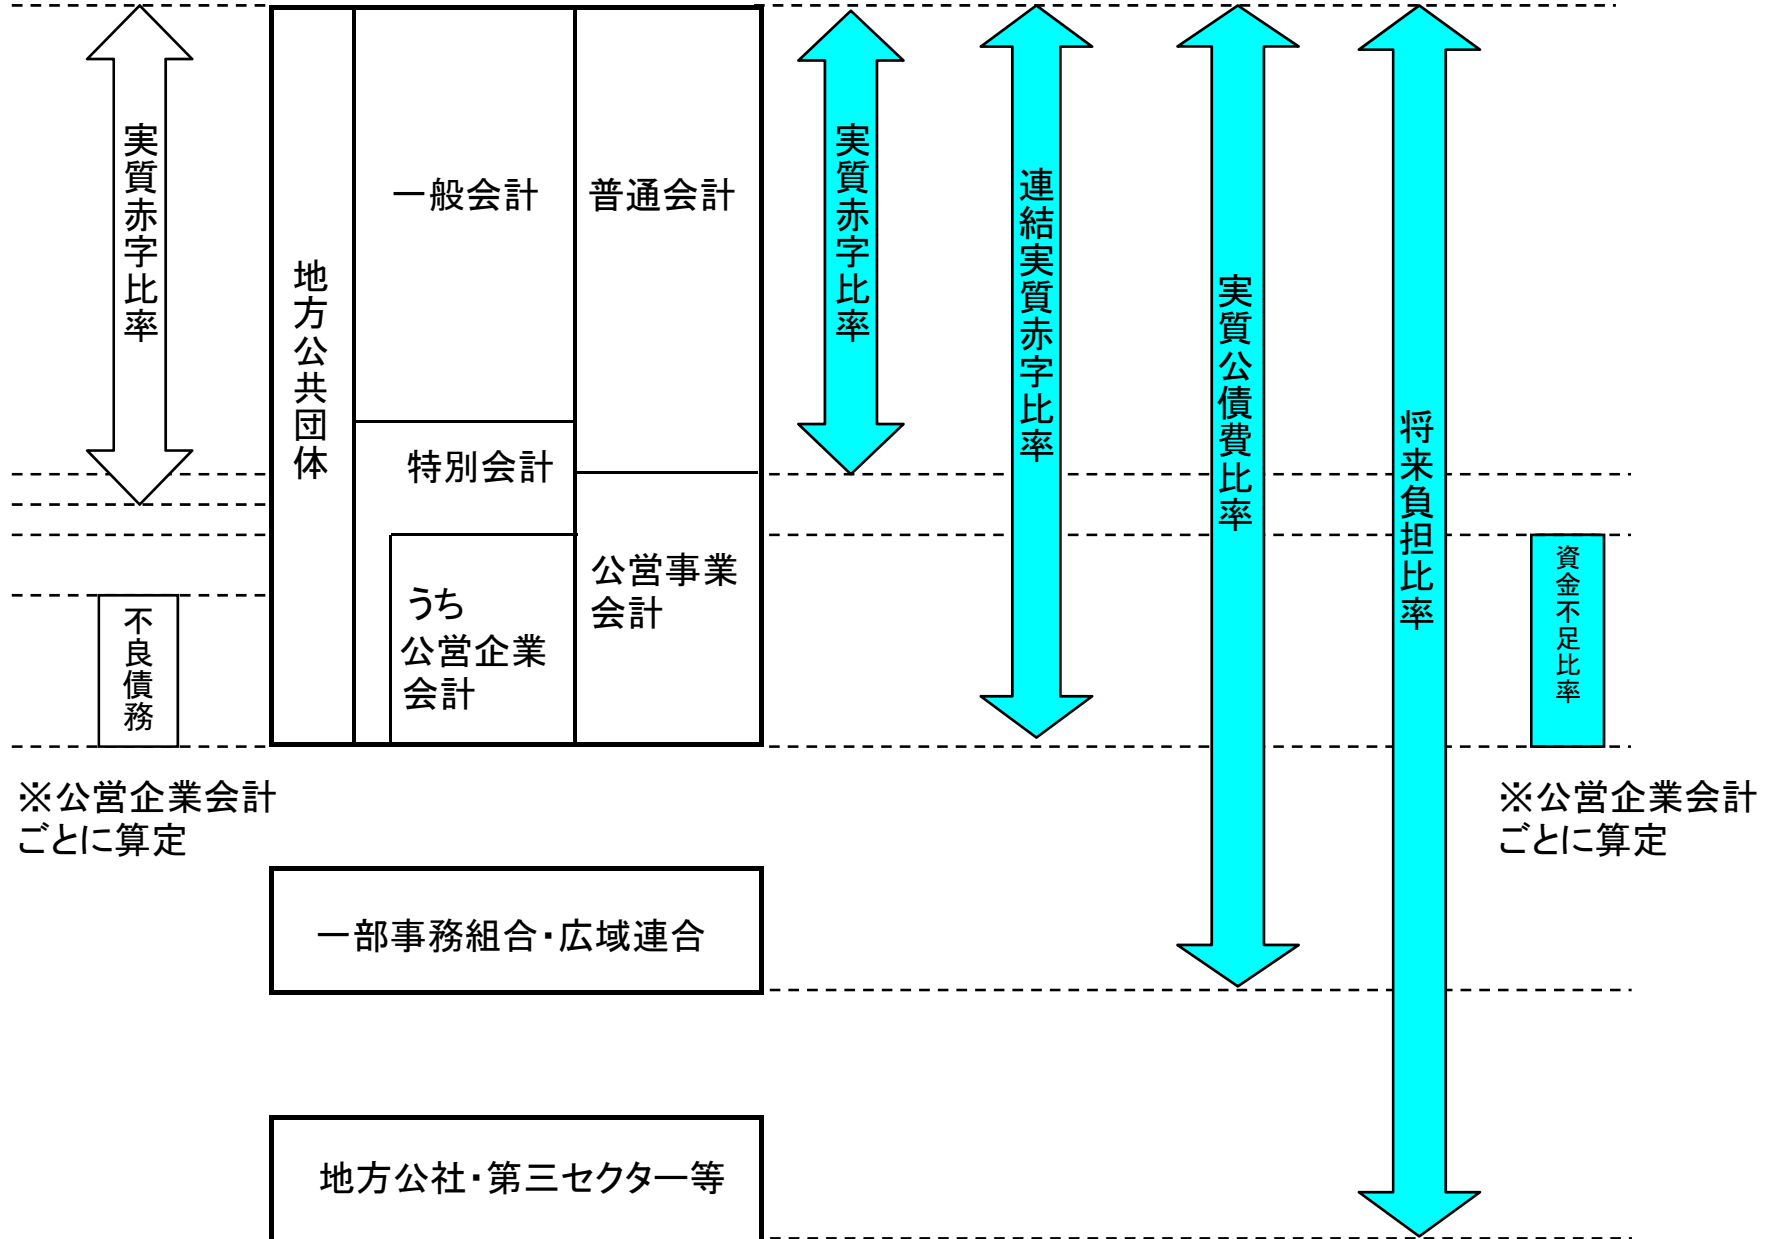 実質赤字比率
不良債務
※公営企業会計
ごとに算定
地方公共団体
一般会計
普通会計
特別会計
うち
公営企業
会計
公営事業
会計
実質赤字比率
連結実質赤字比率
実質公債費比率
将来負担比率
資金不足比率
※公営企業会計
ごとに算定
一部事務組合・広域連合
地方公社・第三セクター等